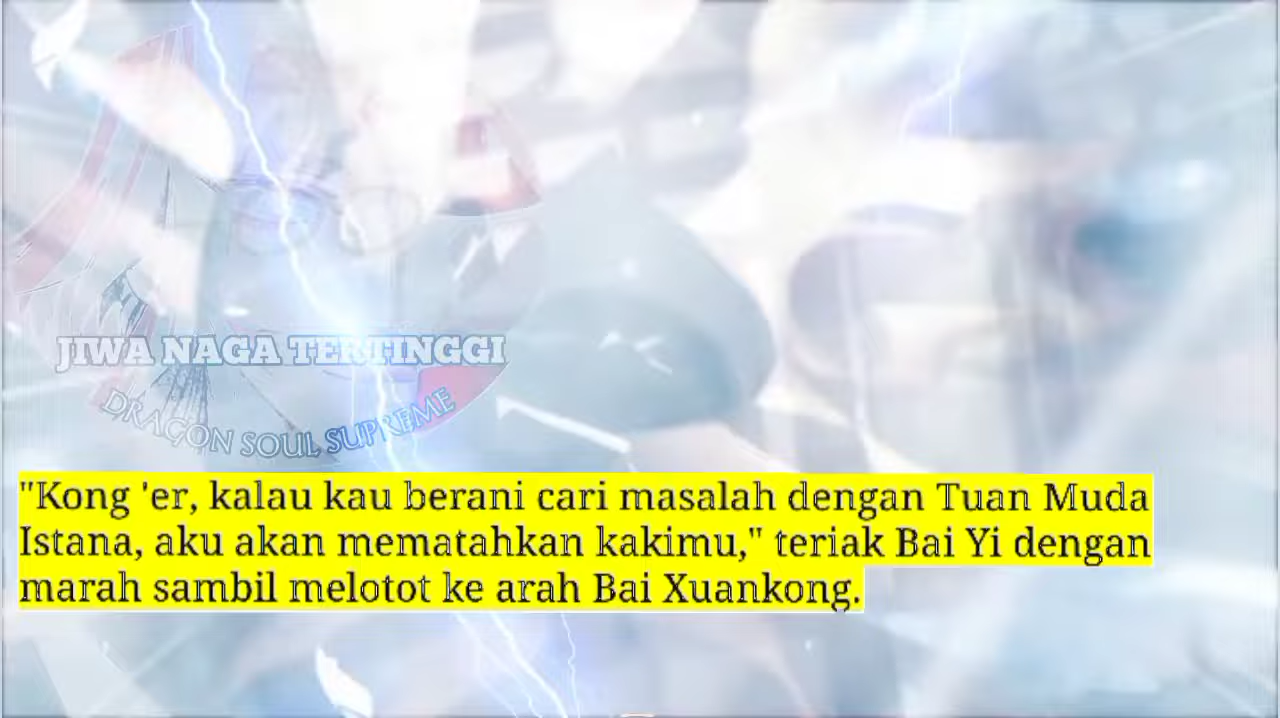 JIWA NAGA TERTINGGI
DRAGON SOUL SUPREME
"Kong 'er, kalau kau berani cari masalah dengan Tuan Muda
Istana, aku akan mematahkan kakimu," teriak Bai Yi dengan
marah sambil melotot ke arah Bai Xuankong.